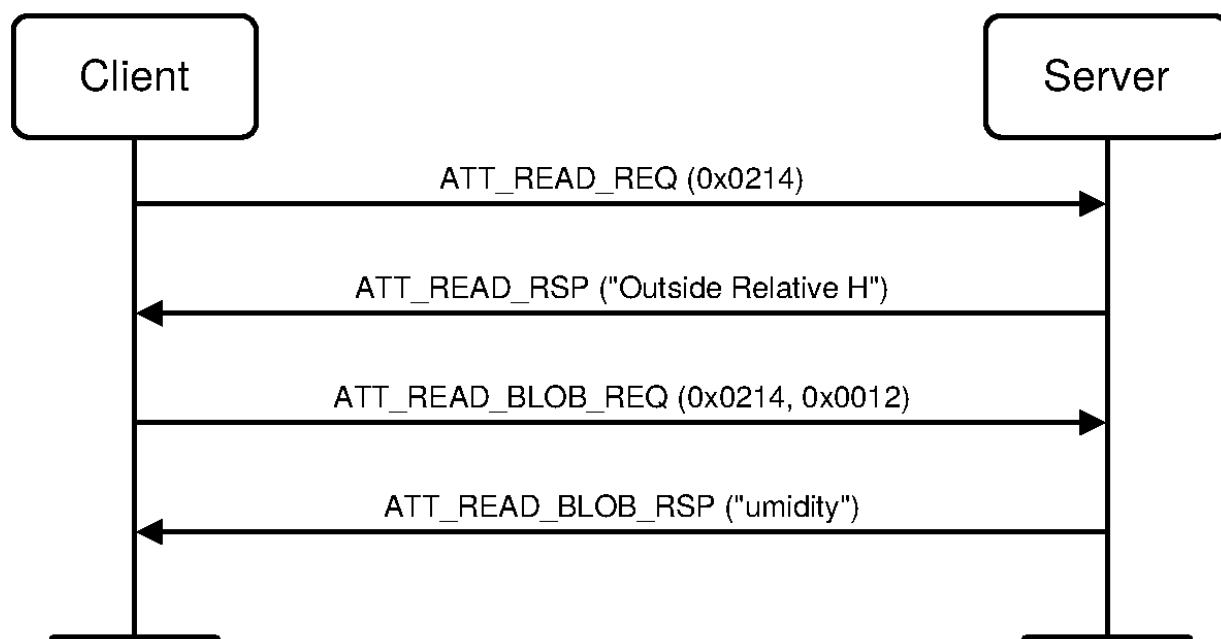 Client
Server
ATT_READ_REQ (0x0214)
ATT_READ_RSP ("Outside Relative H")
ATT_READ_BLOB_REQ (0x0214, 0x0012)
ATT_READ_BLOB_RSP ("umidity")